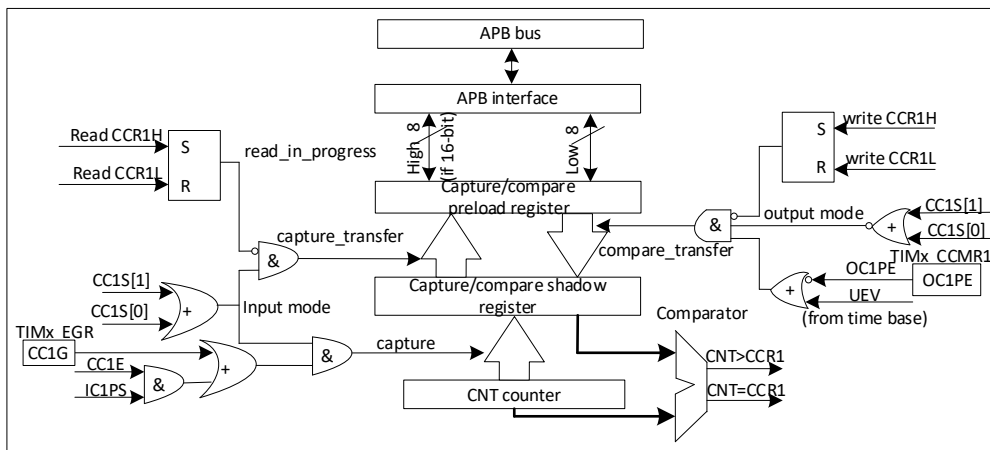 APB bus
APB interface
Read CCR1H
Read CCR1L
S
R
read_in_progress
High 8
(if 16-bit)
Low 8
S
R
write CCR1H
write CCR1L
Capture/compare
preload register
capture_transfer
&
compare_transfer
&
output mode
+
CC1S[1]
CC1S[0]
TIMx_CCMR1
OC1PE
OC1PE
+
UEV
(from time base)
CC1S[1]
CC1S[0]
+
Input mode
Capture/compare shadow
register
Comparator
TIMx_EGR
CC1G
CC1E
IC1PS
&
+
&
capture
CNT counter
CNT>CCR1
CNT=CCR1